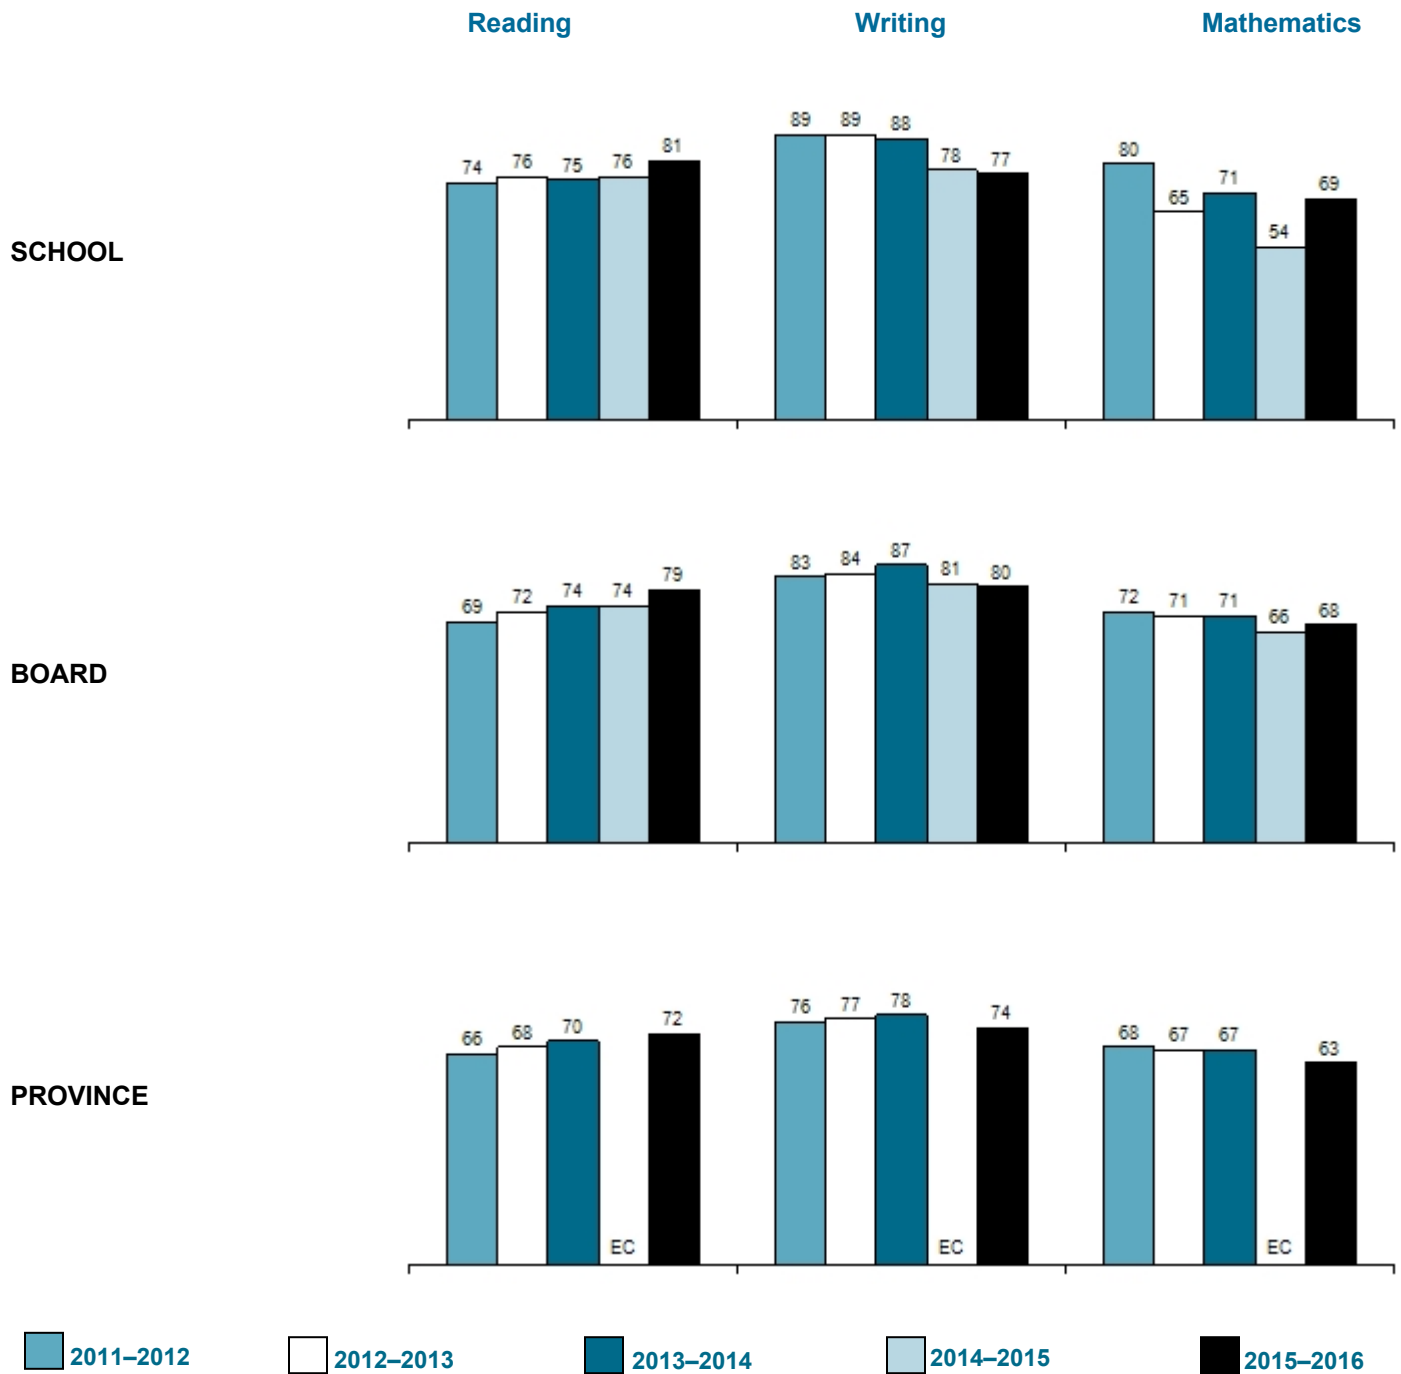 Reading Writing Mathematics
SCHOOL
74 76 75 76 81 89 89 88 78 77 80 65 71 54 69
BOARD
69 72 74 74 79 83 84 87 81 80 72 71 71 66 68
PROVINCE
66 68 70 EC 72 76 77 78 EC 74 68 67 67 EC 63
2011–2012 2012–2013 2013–2014 2014–2015 2015–2016